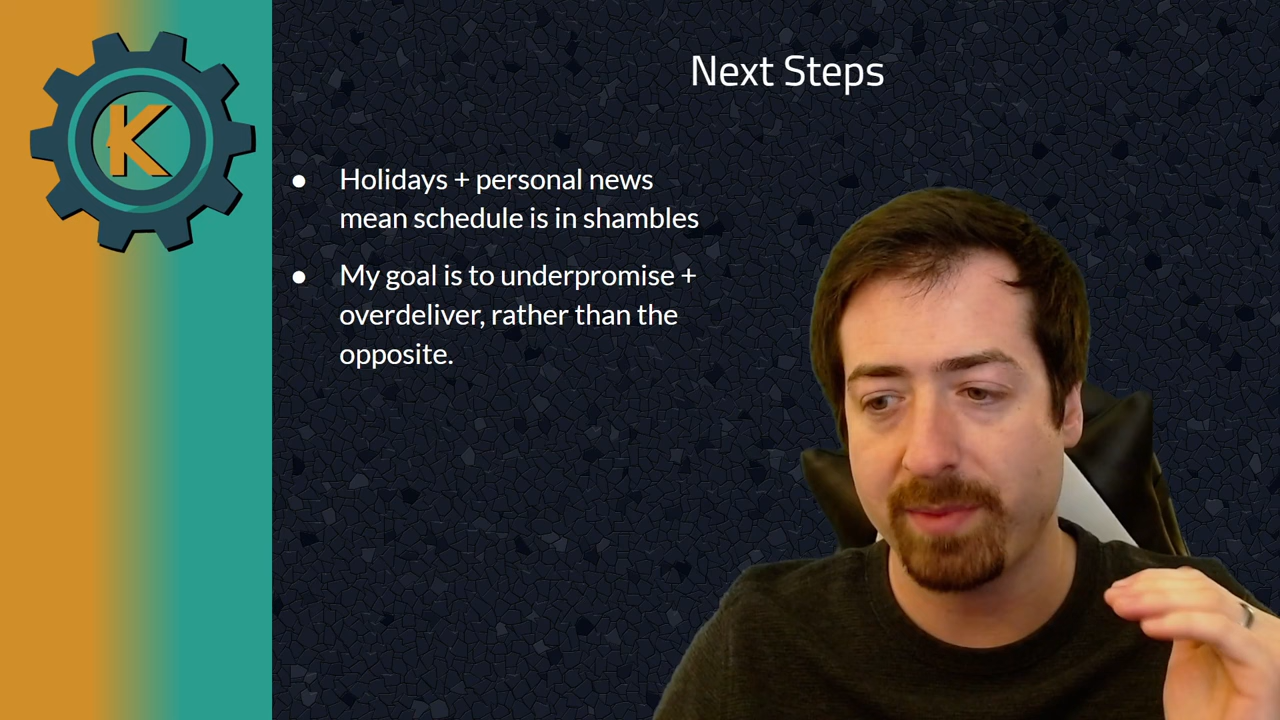 K
Next Steps
● Holidays + personal news
mean schedule is in shambles
● My goal is to underpromise +
overdeliver, rather than the
opposite.